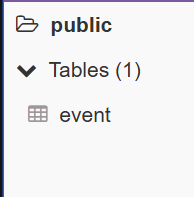 public
Tables (1)
event